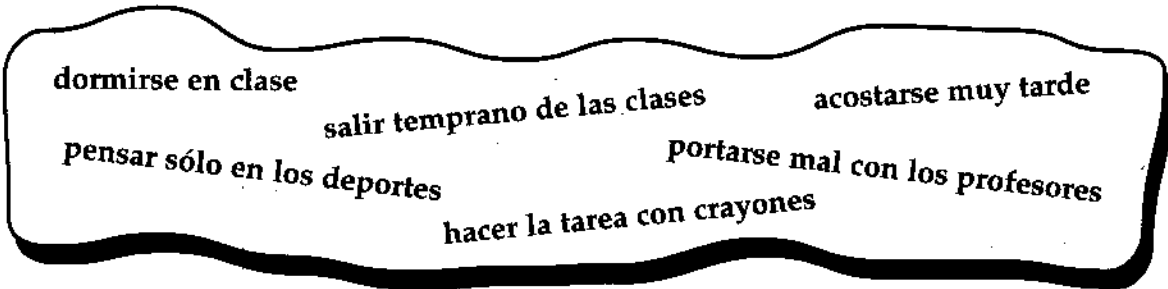 dormirse en clase
salir temprano de las clases
acostarse muy tarde
pensar sólo en los deportes
portarse mal con los profesores
hacer la tarea con crayones